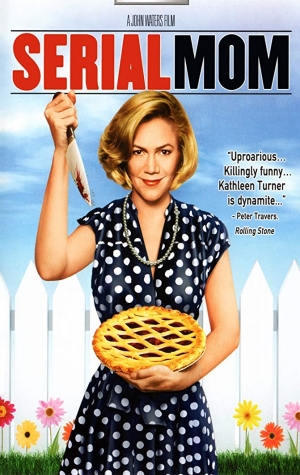 A JOHN WATERS FILM
SERIAL MOM
"Uproarious...
Killingly funny...
Kathleen Turner
is dynamite..."
- Peter Travers.
Rolling Stone